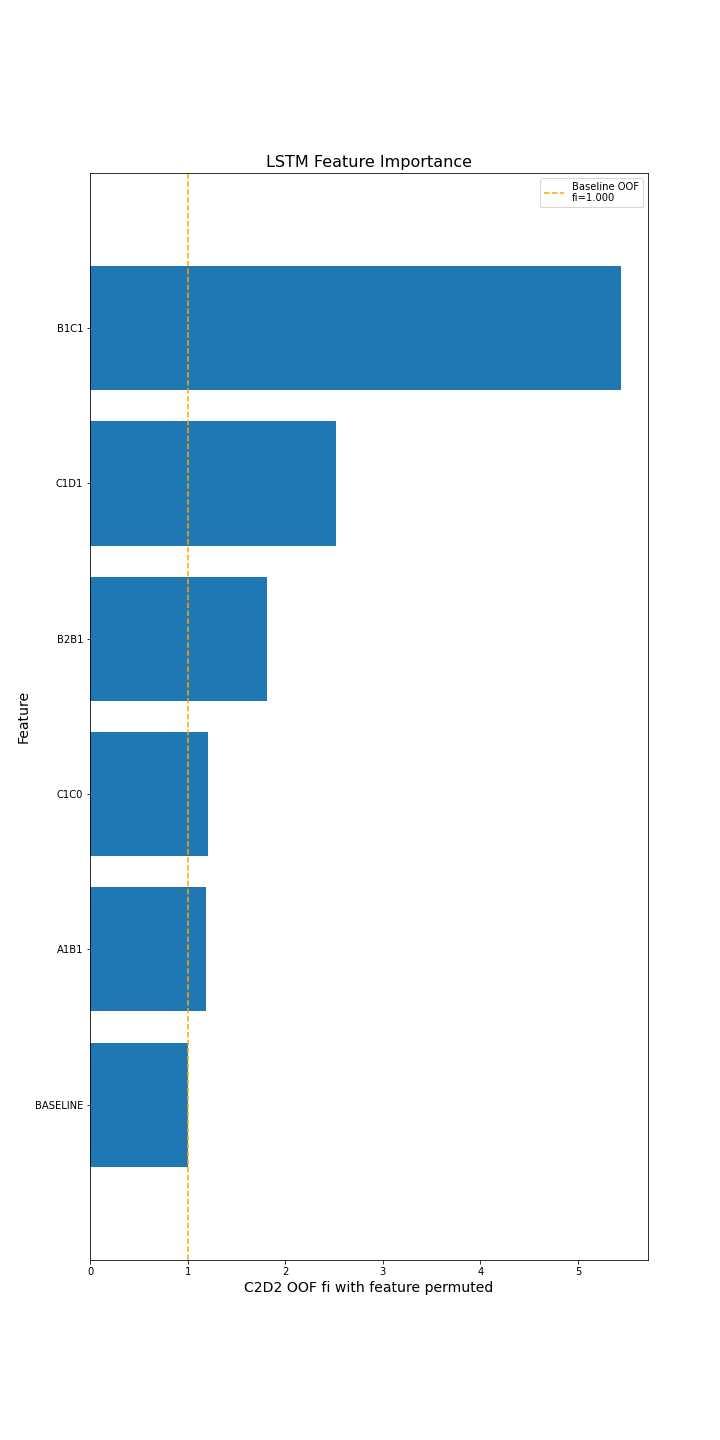 LSTM Feature Importance
Baseline OOF
fi=1.000
B1C1
C1D1
B2B1
C1C0
A1B1
BASELINE
Feature
0 1 2 3 4 5
C2D2 OOF fi with feature permuted